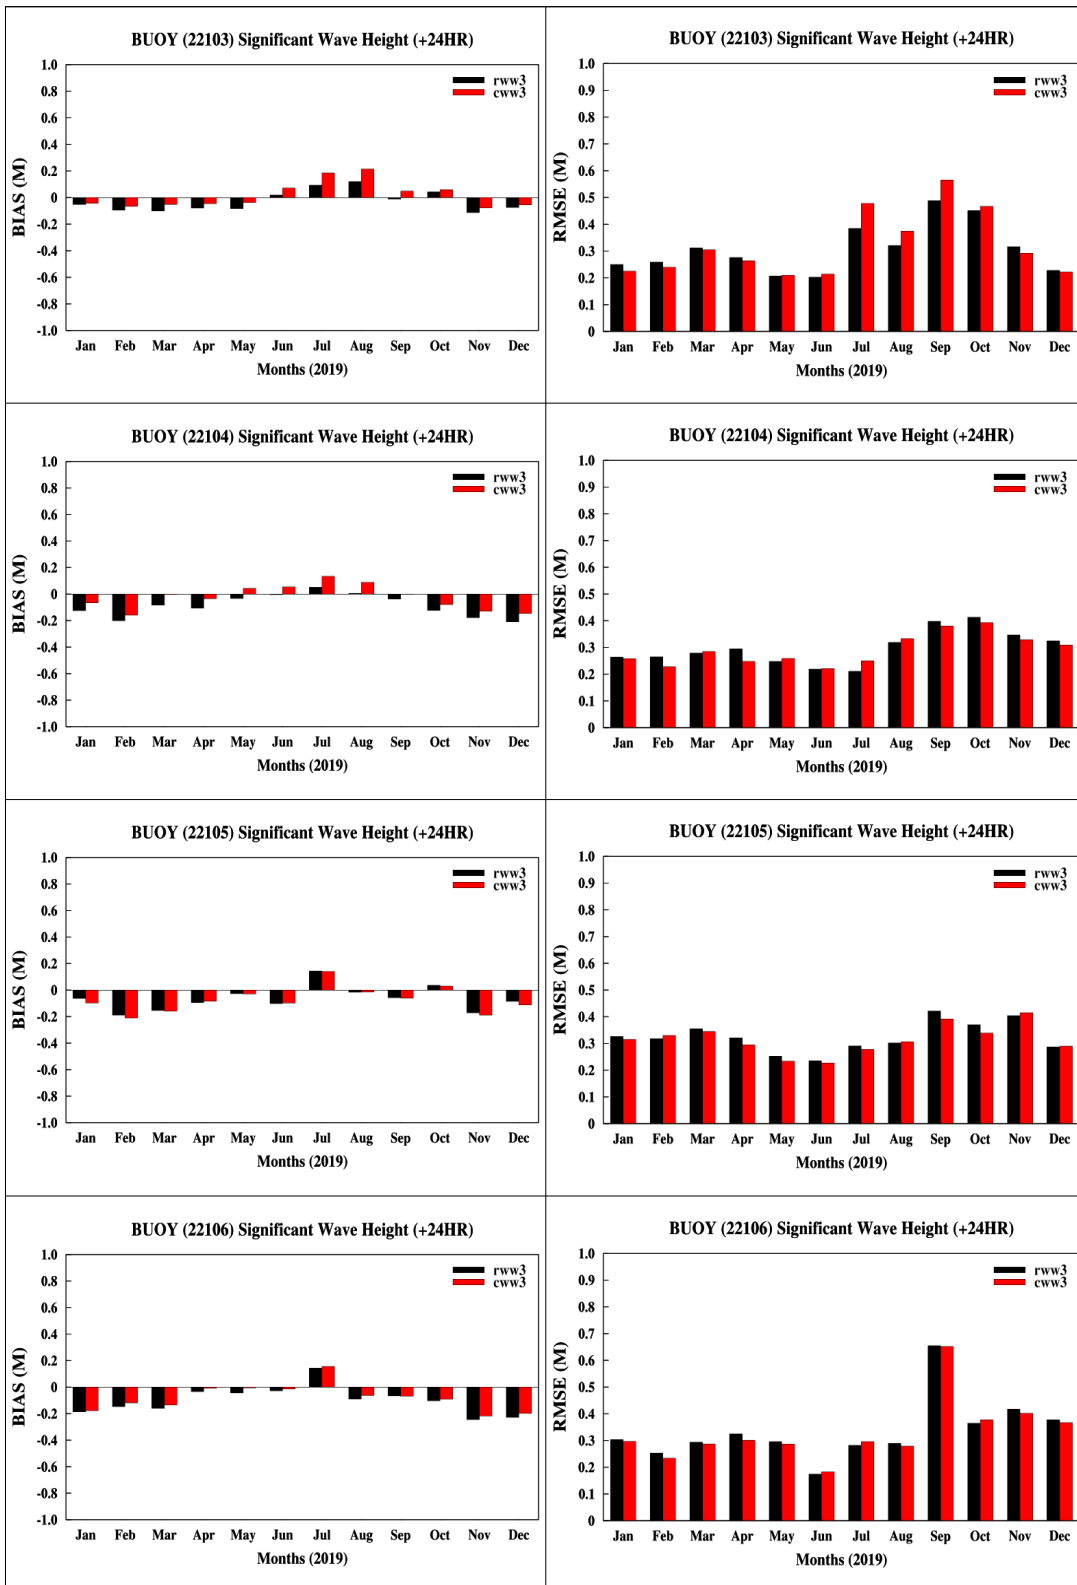 BUOY (22103) Significant Wave Height (+24HR)
1.0
0.8
0.6
0.4
0.2
0
-0.2
-0.4
-0.6
-0.8
-1.0
BIAS (M)
rww3
cww3
Jan Feb Mar Apr May Jun Jul Aug Sep Oct Nov Dec
Months (2019)
BUOY (22103) Significant Wave Height (+24HR)
1.0
0.9
0.8
0.7
0.6
0.5
0.4
0.3
0.2
0.1
0
RMSE (M)
rww3
cww3
Jan Feb Mar Apr May Jun Jul Aug Sep Oct Nov Dec
Months (2019)
BUOY (22104) Significant Wave Height (+24HR)
1.0
0.8
0.6
0.4
0.2
0
-0.2
-0.4
-0.6
-0.8
-1.0
BIAS (M)
rww3
cww3
Jan Feb Mar Apr May Jun Jul Aug Sep Oct Nov Dec
Months (2019)
BUOY (22104) Significant Wave Height (+24HR)
1.0
0.9
0.8
0.7
0.6
0.5
0.4
0.3
0.2
0.1
0
RMSE (M)
rww3
cww3
Jan Feb Mar Apr May Jun Jul Aug Sep Oct Nov Dec
Months (2019)
BUOY (22105) Significant Wave Height (+24HR)
1.0
0.8
0.6
0.4
0.2
0
-0.2
-0.4
-0.6
-0.8
-1.0
BIAS (M)
rww3
cww3
Jan Feb Mar Apr May Jun Jul Aug Sep Oct Nov Dec
Months (2019)
BUOY (22105) Significant Wave Height (+24HR)
1.0
0.9
0.8
0.7
0.6
0.5
0.4
0.3
0.2
0.1
0
RMSE (M)
rww3
cww3
Jan Feb Mar Apr May Jun Jul Aug Sep Oct Nov Dec
Months (2019)
BUOY (22106) Significant Wave Height (+24HR)
1.0
0.8
0.6
0.4
0.2
0
-0.2
-0.4
-0.6
-0.8
-1.0
BIAS (M)
rww3
cww3
Jan Feb Mar Apr May Jun Jul Aug Sep Oct Nov Dec
Months (2019)
BUOY (22106) Significant Wave Height (+24HR)
1.0
0.9
0.8
0.7
0.6
0.5
0.4
0.3
0.2
0.1
0
RMSE (M)
rww3
cww3
Jan Feb Mar Apr May Jun Jul Aug Sep Oct Nov Dec
Months (2019)